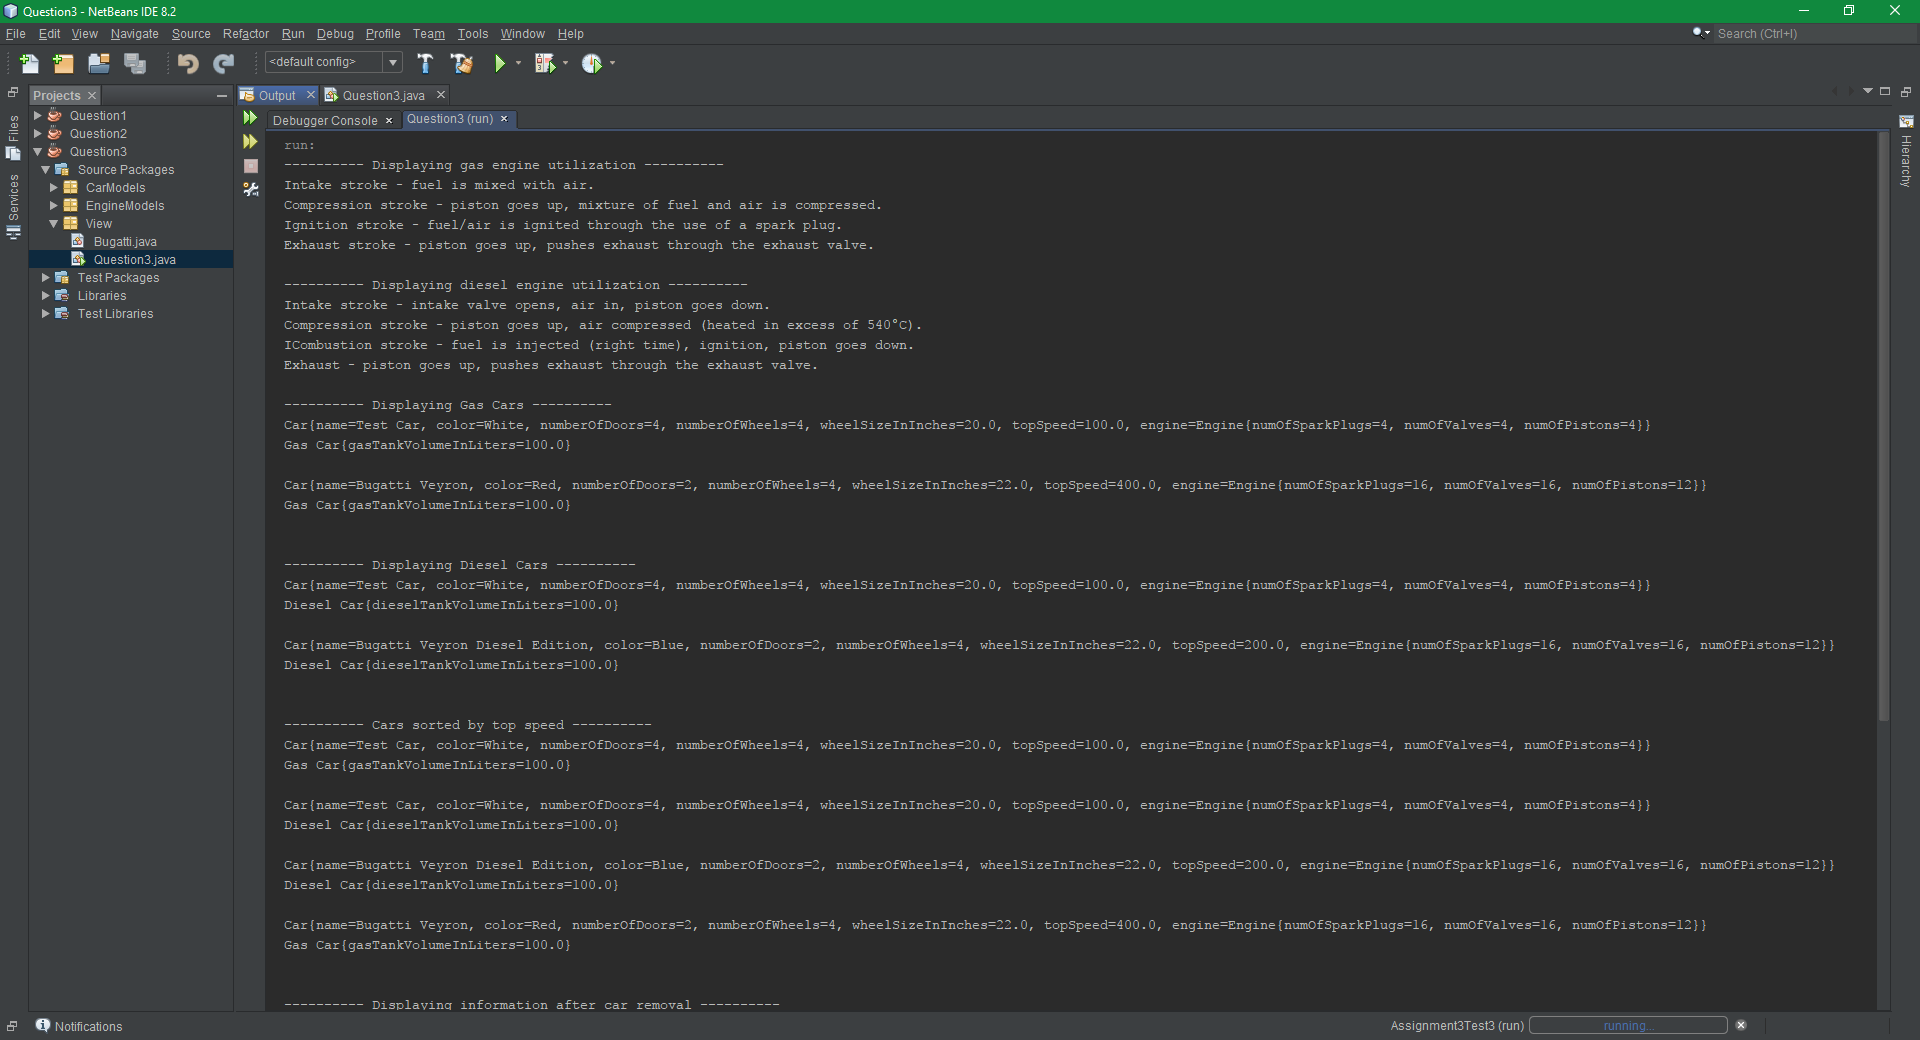 Question3 - NetBeans IDE 8.2
File Edit View Navigate Source Refactor Run Debug Profile Team Tools Window Help
Search (Ctrl+I)
<default config>
Projects
Output
Question3.java
Files
Services
Hierarchy
Question1
Question2
Question3
Source Packages
CarModels
EngineModels
View
Bugatti.java
Question3.java
Test Packages
Libraries
Test Libraries
Debugger Console
Question3 (run)
run:
---------- Displaying gas engine utilization ----------
Intake stroke - fuel is mixed with air.
Compression stroke - piston goes up, mixture of fuel and air is compressed.
Ignition stroke - fuel/air is ignited through the use of a spark plug.
Exhaust stroke - piston goes up, pushes exhaust through the exhaust valve.
---------- Displaying diesel engine utilization ----------
Intake stroke - intake valve opens, air in, piston goes down.
Compression stroke - piston goes up, air compressed (heated in excess of 540°C).
ICombustion stroke - fuel is injected (right time), ignition, piston goes down.
Exhaust - piston goes up, pushes exhaust through the exhaust valve.
---------- Displaying Gas Cars ----------
Car{name=Test Car, color=White, numberOfDoors=4, numberOfWheels=4, wheelSizeInInches=20.0, topSpeed=100.0, engine=Engine{numOfSparkPlugs=4, numOfValves=4, numOfPistons=4}}
Gas Car{gasTankVolumeInLiters=100.0}
Car{name=Bugatti Veyron, color=Red, numberOfDoors=2, numberOfWheels=4, wheelSizeInInches=22.0, topSpeed=400.0, engine=Engine{numOfSparkPlugs=16, numOfValves=16, numOfPistons=12}}
Gas Car{gasTankVolumeInLiters=100.0}
---------- Displaying Diesel Cars ----------
Car{name=Test Car, color=White, numberOfDoors=4, numberOfWheels=4, wheelSizeInInches=20.0, topSpeed=100.0, engine=Engine{numOfSparkPlugs=4, numOfValves=4, numOfPistons=4}}
Diesel Car{dieselTankVolumeInLiters=100.0}
Car{name=Bugatti Veyron Diesel Edition, color=Blue, numberOfDoors=2, numberOfWheels=4, wheelSizeInInches=22.0, topSpeed=200.0, engine=Engine{numOfSparkPlugs=16, numOfValves=16, numOfPistons=12}}
Diesel Car{dieselTankVolumeInLiters=100.0}
---------- Cars sorted by top speed ----------
Car{name=Test Car, color=White, numberOfDoors=4, numberOfWheels=4, wheelSizeInInches=20.0, topSpeed=100.0, engine=Engine{numOfSparkPlugs=4, numOfValves=4, numOfPistons=4}}
Gas Car{gasTankVolumeInLiters=100.0}
Car{name=Test Car, color=White, numberOfDoors=4, numberOfWheels=4, wheelSizeInInches=20.0, topSpeed=100.0, engine=Engine{numOfSparkPlugs=4, numOfValves=4, numOfPistons=4}}
Diesel Car{dieselTankVolumeInLiters=100.0}
Car{name=Bugatti Veyron Diesel Edition, color=Blue, numberOfDoors=2, numberOfWheels=4, wheelSizeInInches=22.0, topSpeed=200.0, engine=Engine{numOfSparkPlugs=16, numOfValves=16, numOfPistons=12}}
Diesel Car{dieselTankVolumeInLiters=100.0}
Car{name=Bugatti Veyron, color=Red, numberOfDoors=2, numberOfWheels=4, wheelSizeInInches=22.0, topSpeed=400.0, engine=Engine{numOfSparkPlugs=16, numOfValves=16, numOfPistons=12}}
Gas Car{gasTankVolumeInLiters=100.0}
---------- Displaying information after car removal ----------
Notifications
Assignment3Test3 (run)
running...